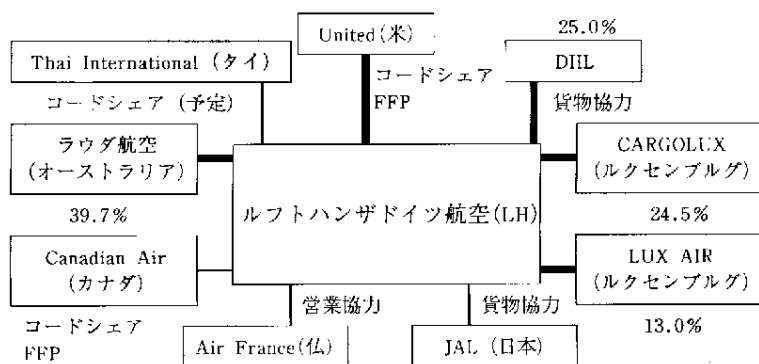 United(米)
25.0%
Thai International (タイ)
DHL
コードシェア
FFP
コードシェア (予定)
貨物協力
ラウダ航空
(オーストラリア)
CARGOLUX
(ルクセンブルグ)
ルフトハンザドイツ航空(LH)
39.7%
24.5%
Canadian Air
(カナダ)
LUX AIR
(ルクセンブルグ)
営業協力
貨物協力
コードシェア
FFP
Air France(仏)
JAL (日本)
13.0%